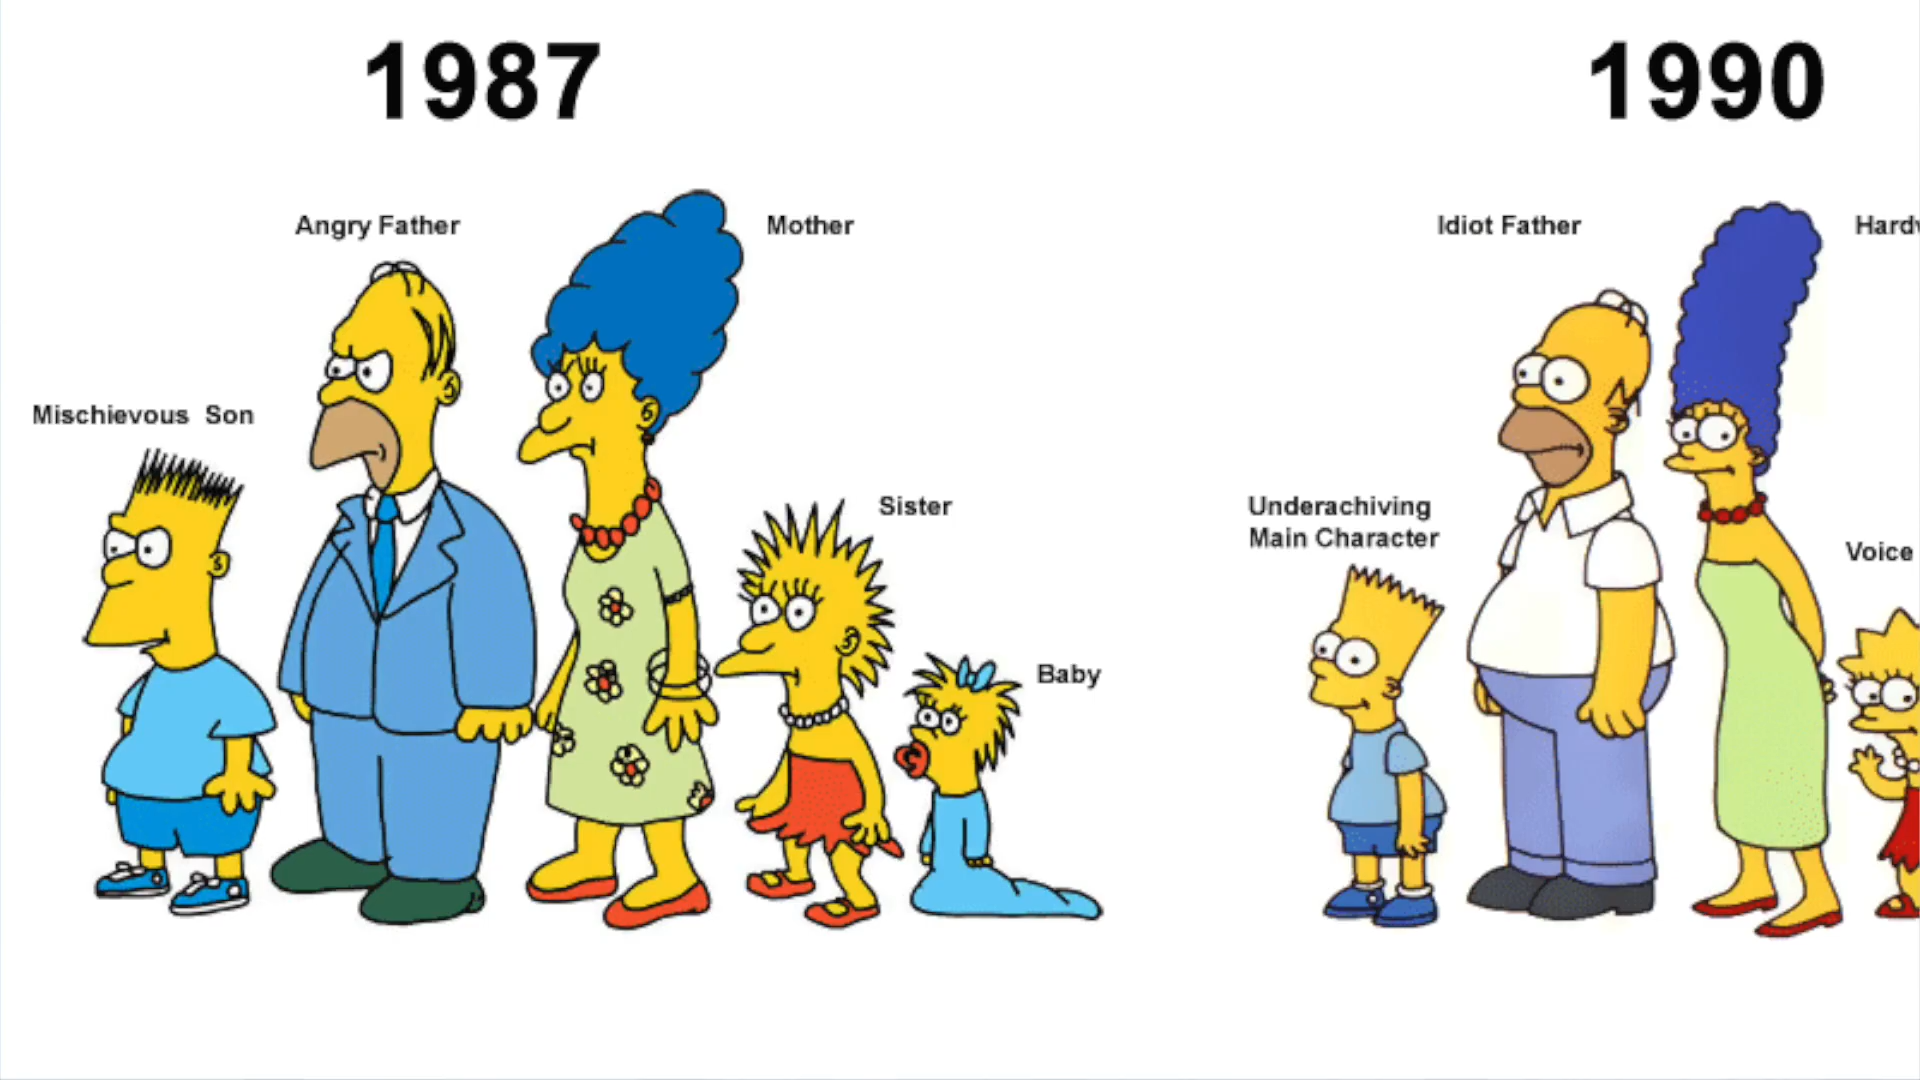 1987
1990
Angry Father
Mother
Idiot Father
Mischievous Son
Sister
Underachiving
Main Character
Voice
Baby